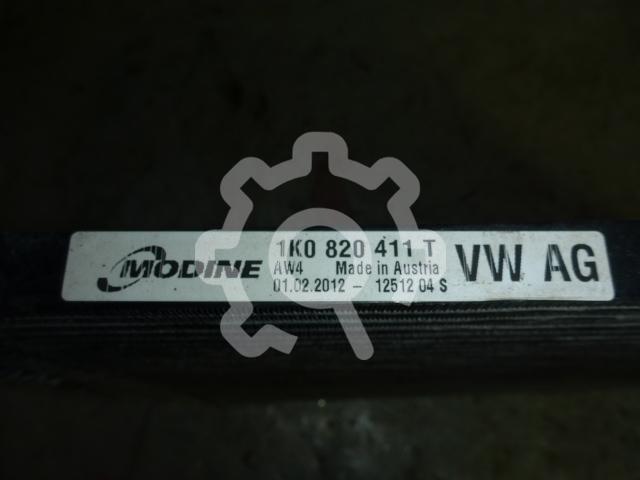 MODINE
1K0 820 411 T
AW4 Made in Austria
01.02.2012 - 12512 04 S
VW AG